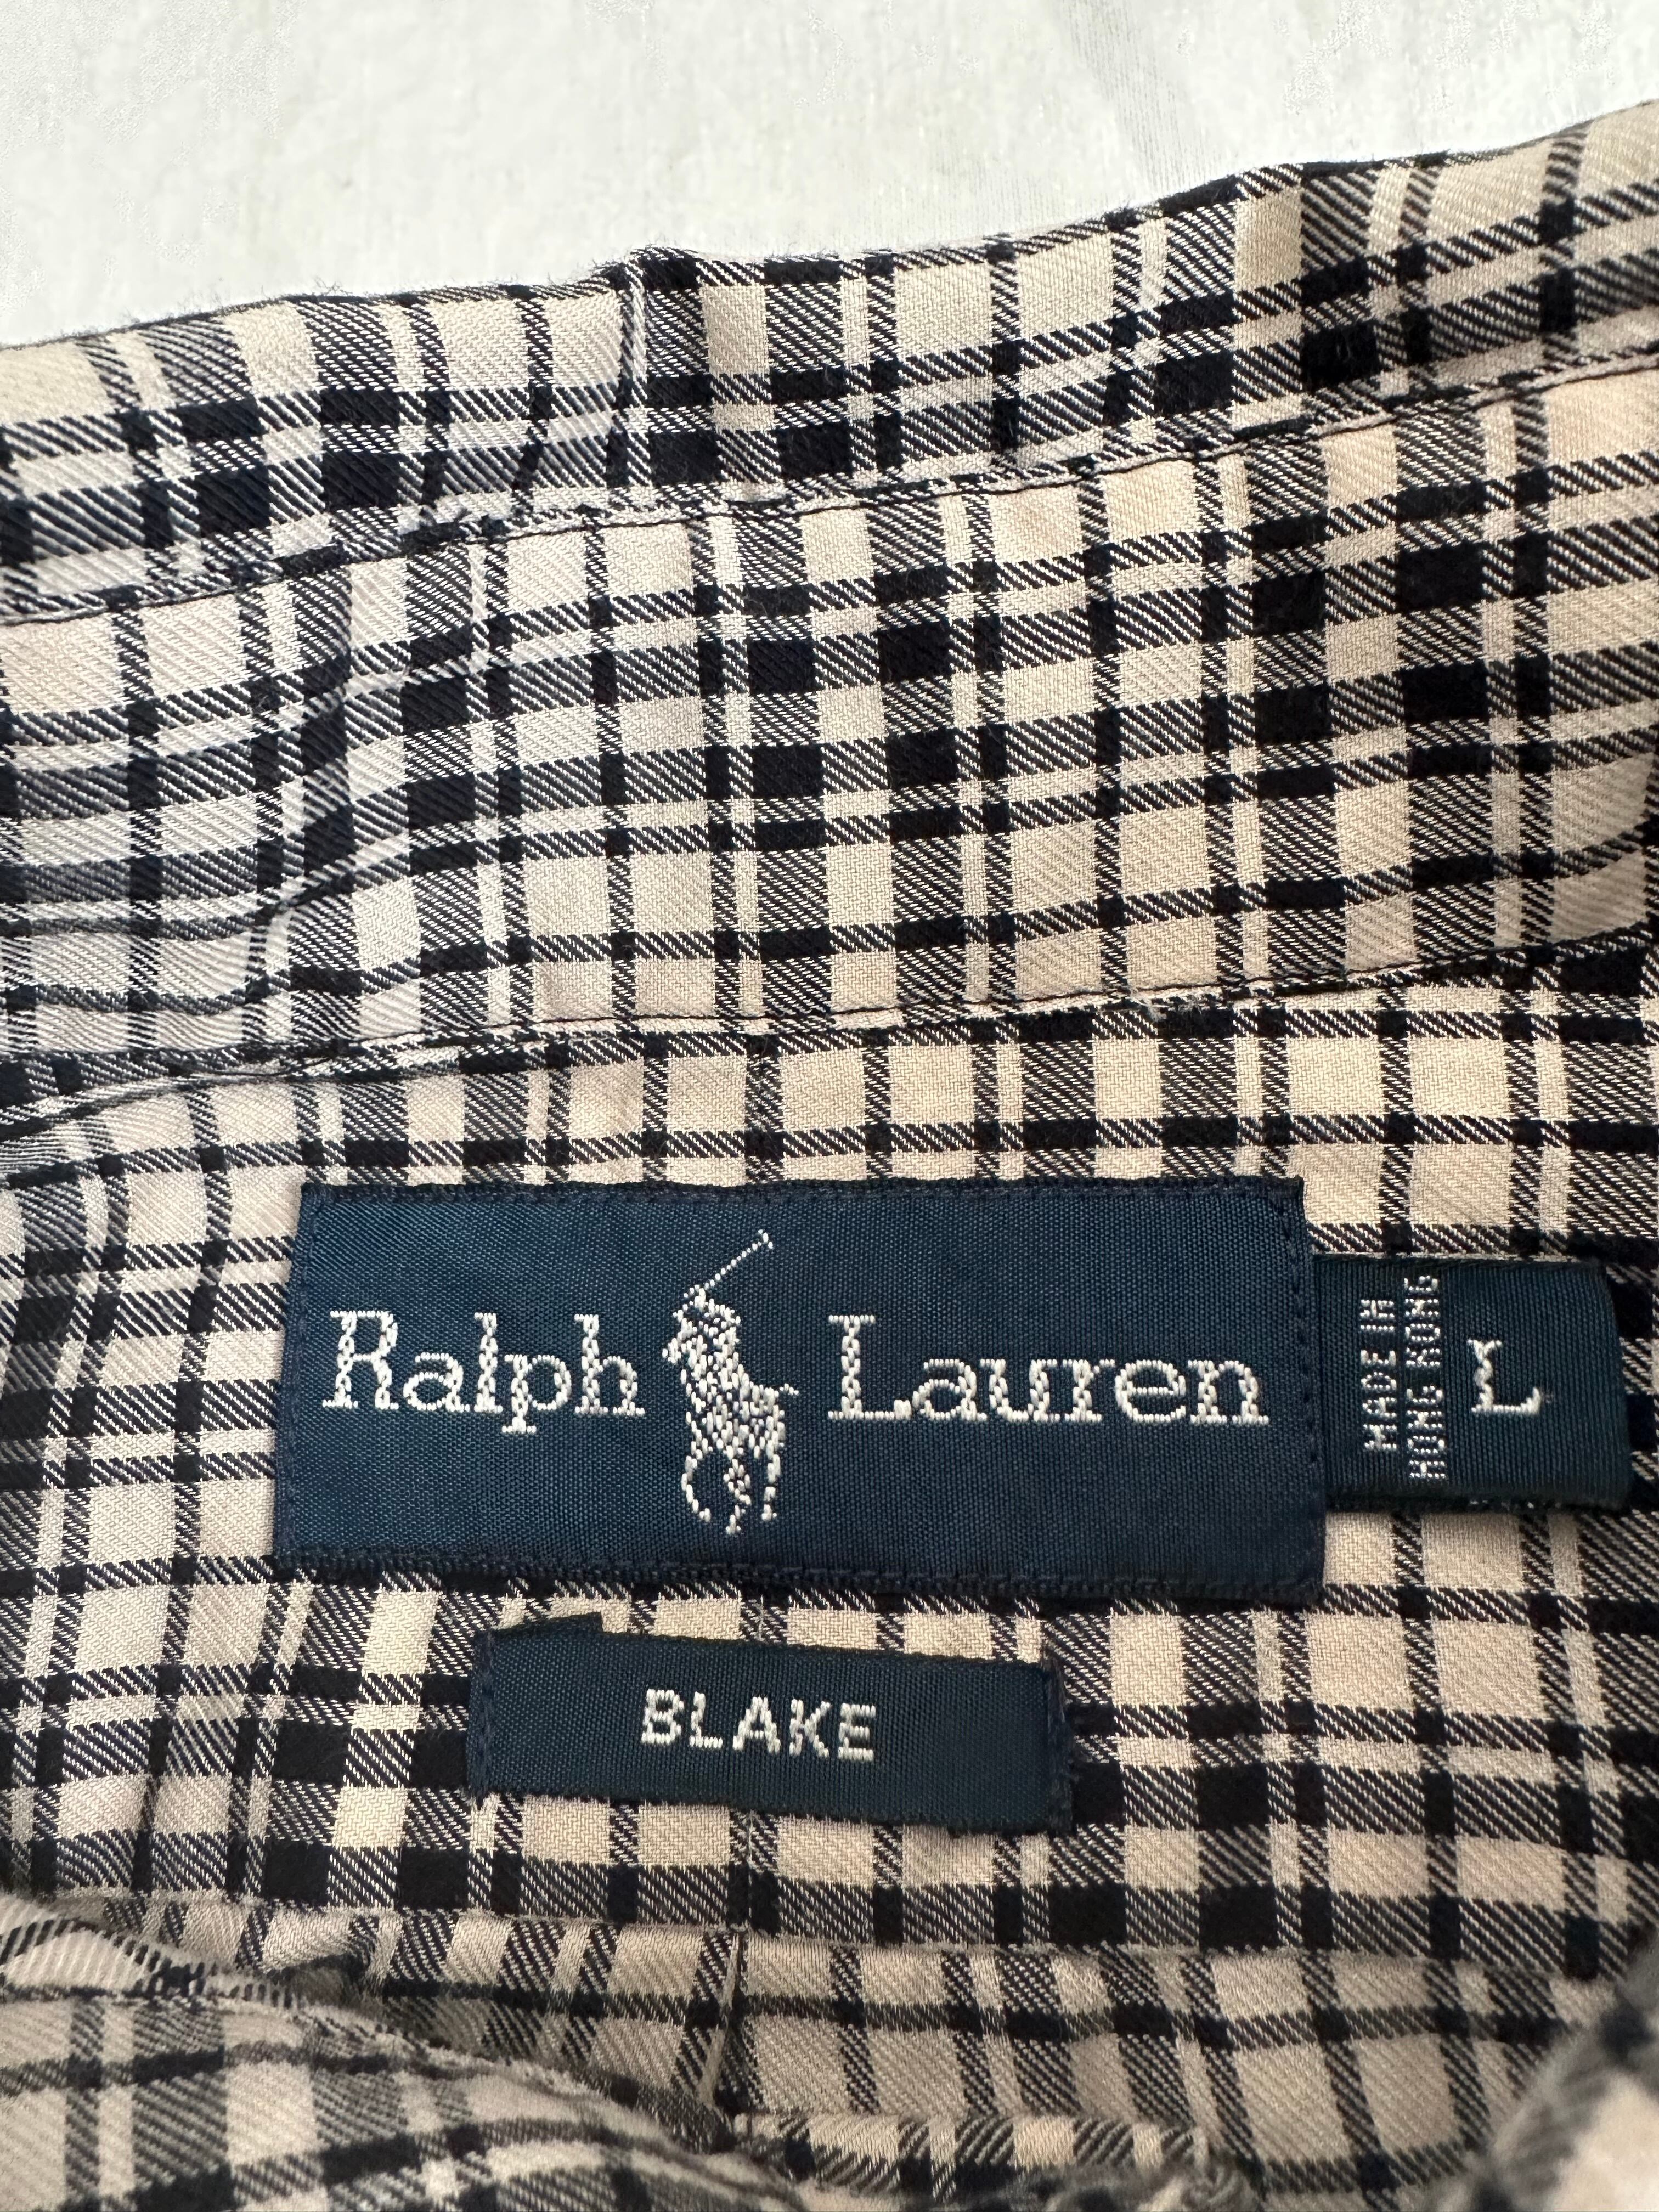 Ralph Lauren
MADE IN
HONG KONG
L
BLAKE